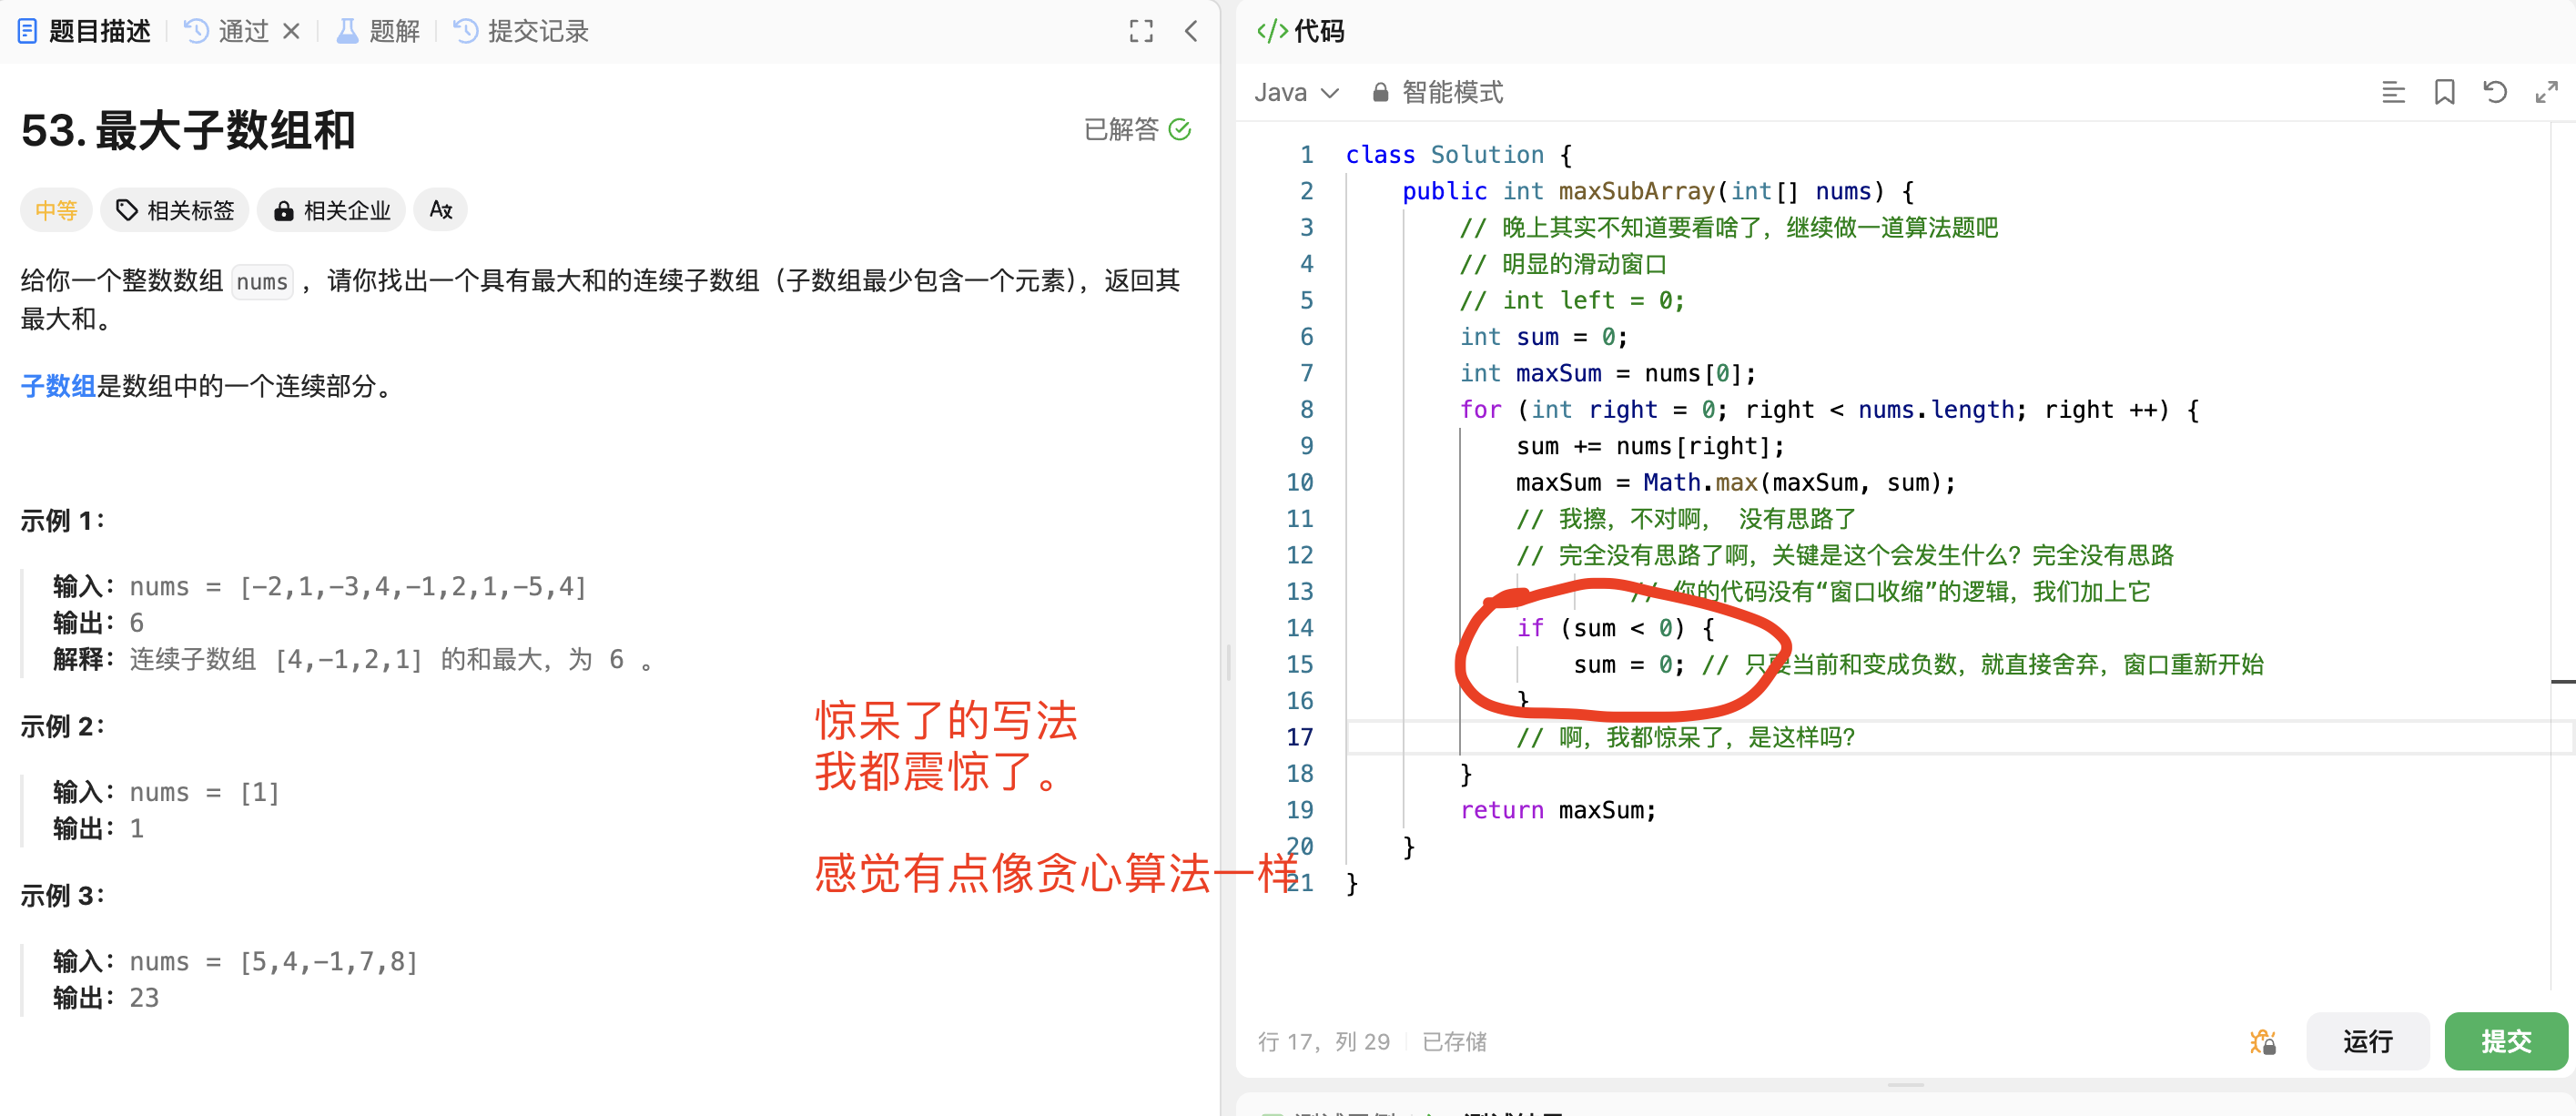 题目描述
通过
题解
提交记录
53. 最大子数组和
已解答
中等
相关标签
相关企业
给你一个整数数组 nums ，请你找出一个具有最大和的连续子数组（子数组最少包含一个元素），返回其
最大和。
子数组是数组中的一个连续部分。
示例 1：
输入：nums = [-2,1,-3,4,-1,2,1,-5,4]
输出：6
解释：连续子数组 [4,-1,2,1] 的和最大，为 6 。
示例 2：
输入：nums = [1]
输出：1
示例 3：
输入：nums = [5,4,-1,7,8]
输出：23
惊呆了的写法
我都震惊了。
感觉有点像贪心算法一样
</>代码
Java
智能模式
1 class Solution {
2 public int maxSubArray(int[] nums) {
3 // 晚上其实不知道要看啥了，继续做一道算法题吧
4 // 明显的滑动窗口
5 // int left = 0;
6 int sum = 0;
7 int maxSum = nums[0];
8 for (int right = 0; right < nums.length; right ++) {
9 sum += nums[right];
10 maxSum = Math.max(maxSum, sum);
11 // 我擦，不对啊， 没有思路了
12 // 完全没有思路了啊，关键是这个会发生什么？完全没有思路
13 // 你的代码没有“窗口收缩”的逻辑，我们加上它
14 if (sum < 0) {
15 sum = 0; // 只要当前和变成负数，就直接舍弃，窗口重新开始
16 }
17 // 啊，我都惊呆了，是这样吗？
18 }
19 return maxSum;
20 }
21 }
行 17，列 29
已存储
运行
提交